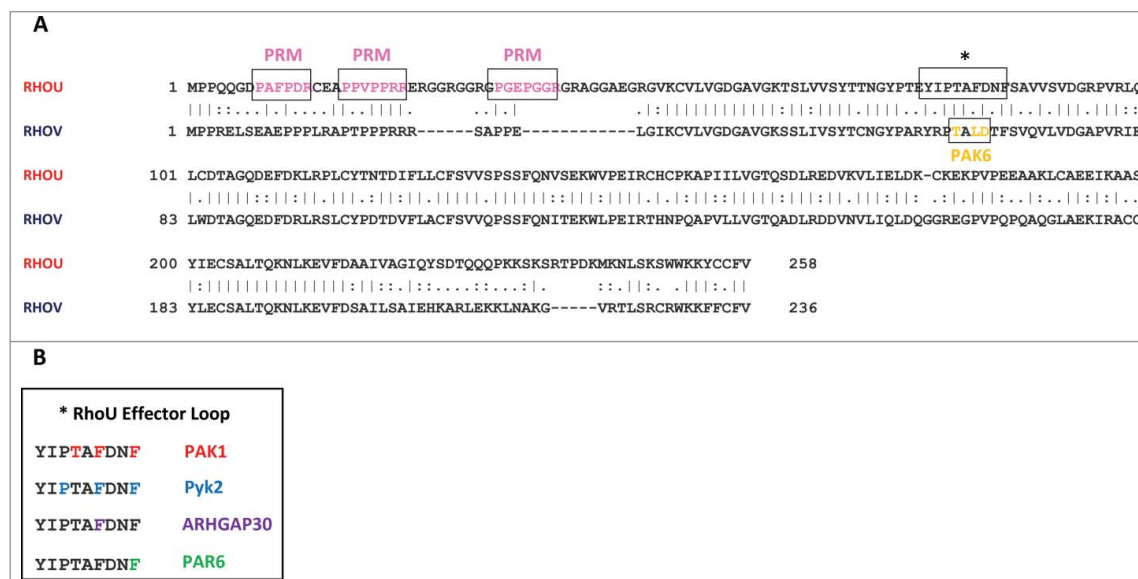 A
PRM PRM PRM *
RHOU 1 MPPQQGDPAFPDRCEAPPVPPRRERGGRGGRGPGEPGGRGRAGGAEGRGVKCVLVGDGAVGKTSLVVSYTTNGYPTEYIPTAFDNFSAVVSVDGRPVRLQ
RHOV 1 MPPRELSEAEPPPLRAPTPPPRRR------SAPPE------------LGIKCVLVGDGAVGKSSLIVSYTCNGYPARYRPTALDTFSVQVLVDGAPVRIE
PAK6
RHOU 101 LCDTAGQDEFDKLRPLCYTNTDIFLLCFSVVSPSSFQNVSEKWVPEIRCHCPKAPIILVGTQSDLREDVKVLIELDK-CKEKPVPEEAAKLCAEEIKAAS
RHOV 83 LWDTAGQEDFDRLRSLCYPDTDVFLACFSVVQPSSFQNITEKWLPEIRTHNPQAPVLLVGTQADLRDDVNVLIQLDQGGREGPVPQPQAQGLAEKIRACC
RHOU 200 YIECSALTQKNLKEVFDAAIVAGIQYSDTQQQPKKSKSRTPDKMKNLSKSWWKKYCCFV 258
RHOV 183 YLECSALTQKNLKEVFDSAILSAIEHKARLEKKLNAKG-----VRTLSRCRWKKFFCFV 236
B
* RhoU Effector Loop
YIPTAFDNF PAK1
YIPTAFDNF Pyk2
YIPTAFDNF ARHGAP30
YIPTAFDNF PAR6